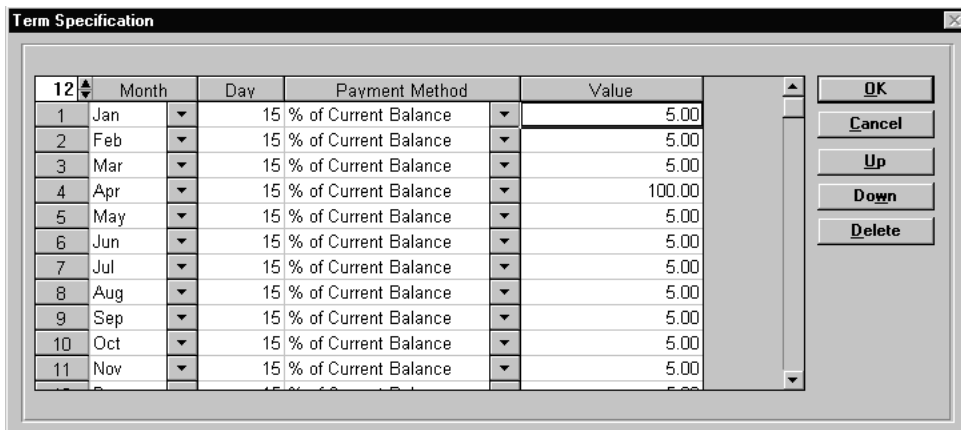 Term Specification
12 Month Day Payment Method Value
1 Jan 15 % of Current Balance 5.00
2 Feb 15 % of Current Balance 5.00
3 Mar 15 % of Current Balance 5.00
4 Apr 15 % of Current Balance 100.00
5 May 15 % of Current Balance 5.00
6 Jun 15 % of Current Balance 5.00
7 Jul 15 % of Current Balance 5.00
8 Aug 15 % of Current Balance 5.00
9 Sep 15 % of Current Balance 5.00
10 Oct 15 % of Current Balance 5.00
11 Nov 15 % of Current Balance 5.00
OK
Cancel
Up
Down
Delete